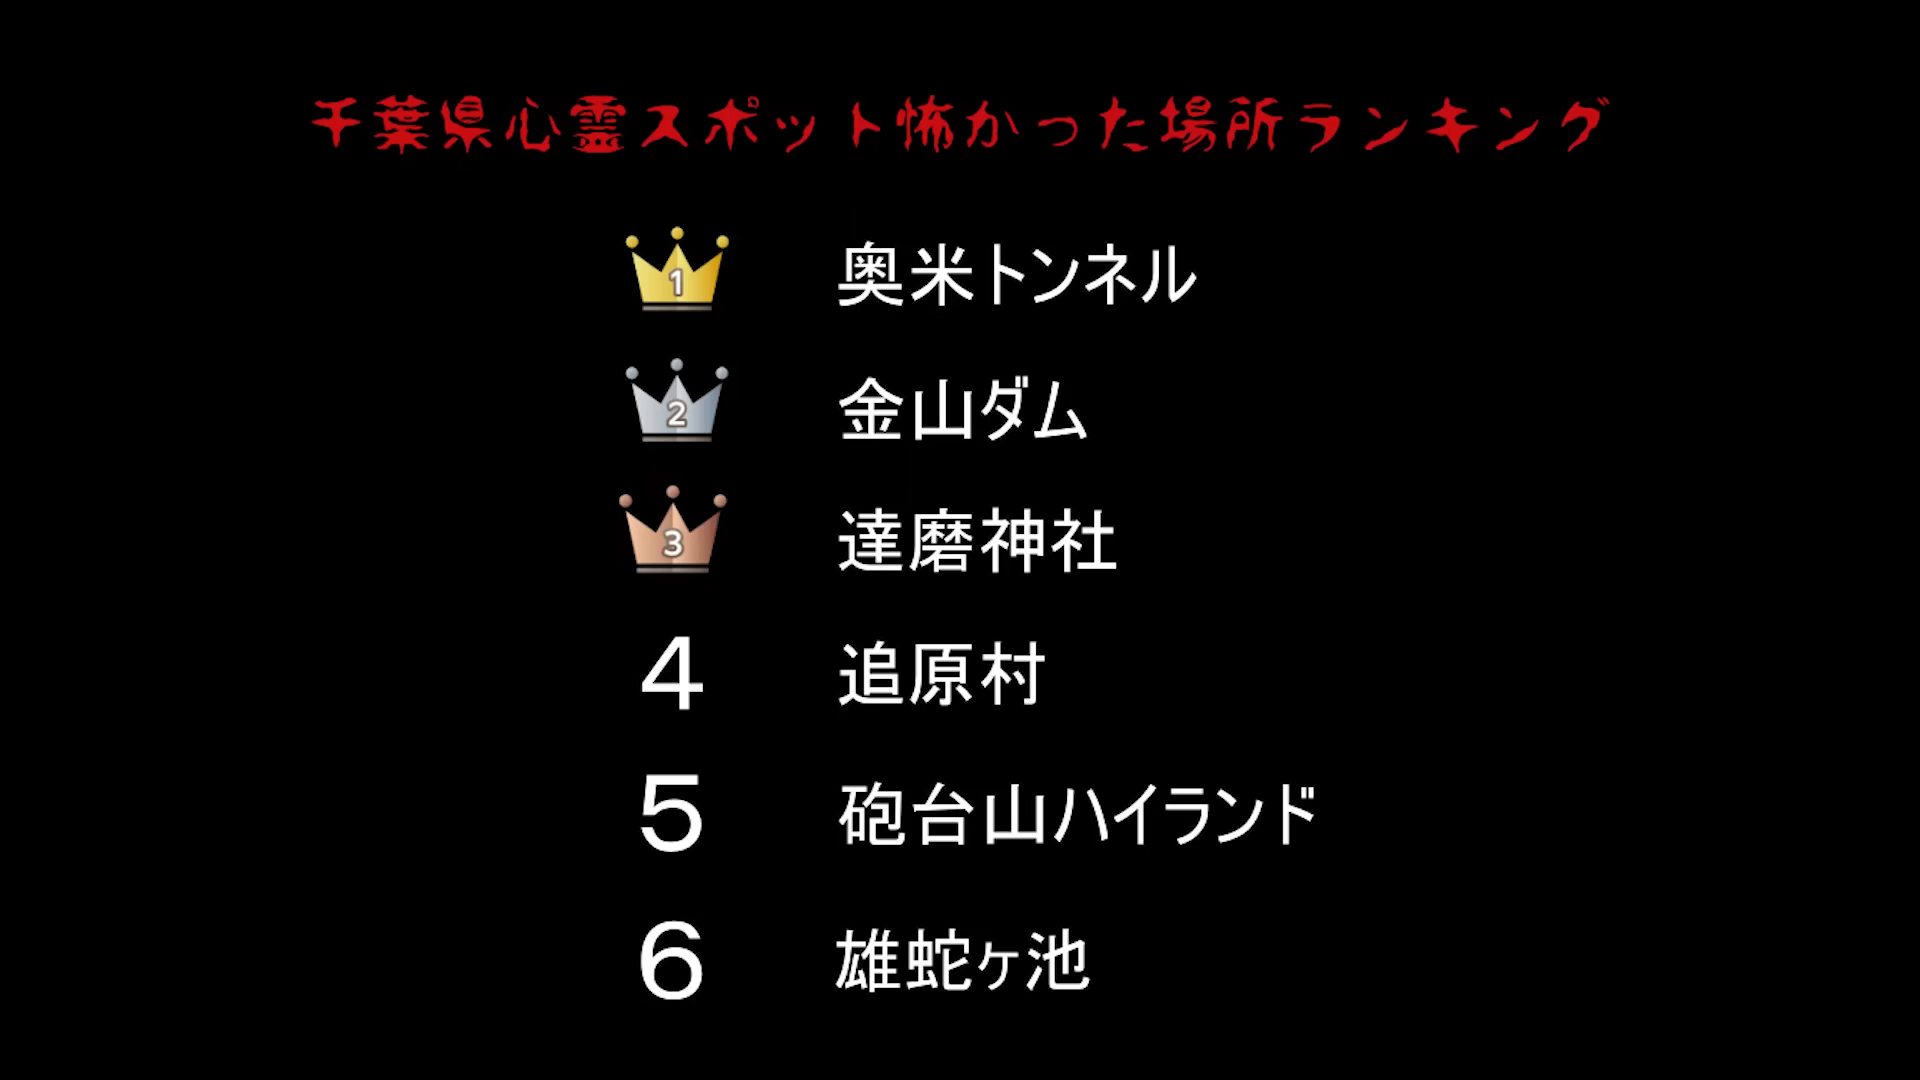 千葉県心霊スポット怖かった場所ランキング
1 奥米トンネル
2 金山ダム
3 達磨神社
4 追原村
5 砲台山ハイランド
6 雄蛇ヶ池